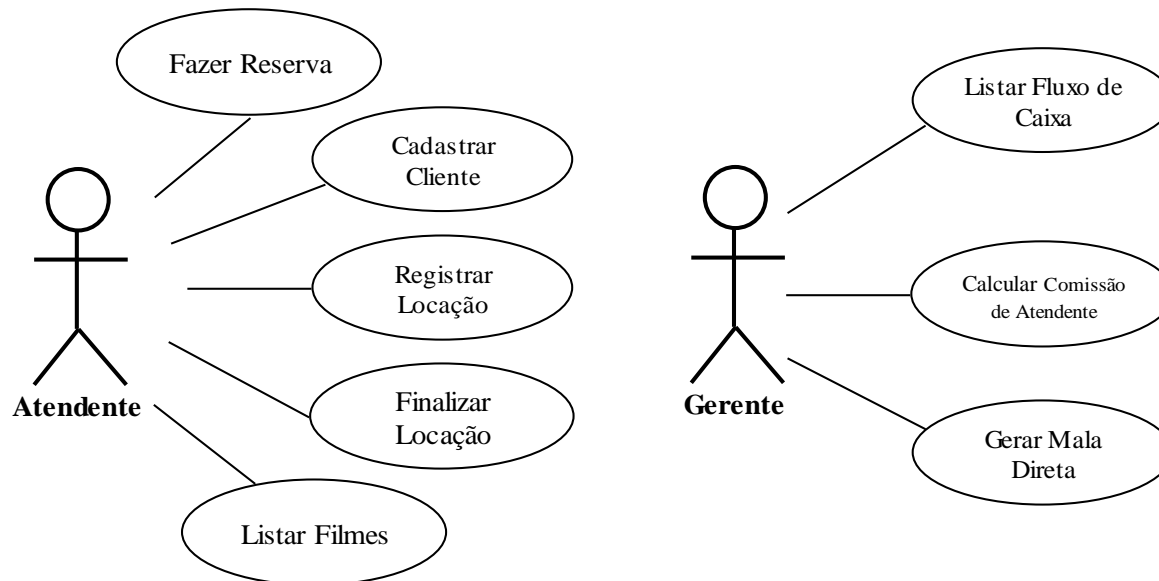 Fazer Reserva
Cadastrar
Cliente
Registrar
Locação
Finalizar
Locação
Listar Filmes
Atendente
Listar Fluxo de
Caixa
Calcular Comissão
de Atendente
Gerar Mala
Direta
Gerente